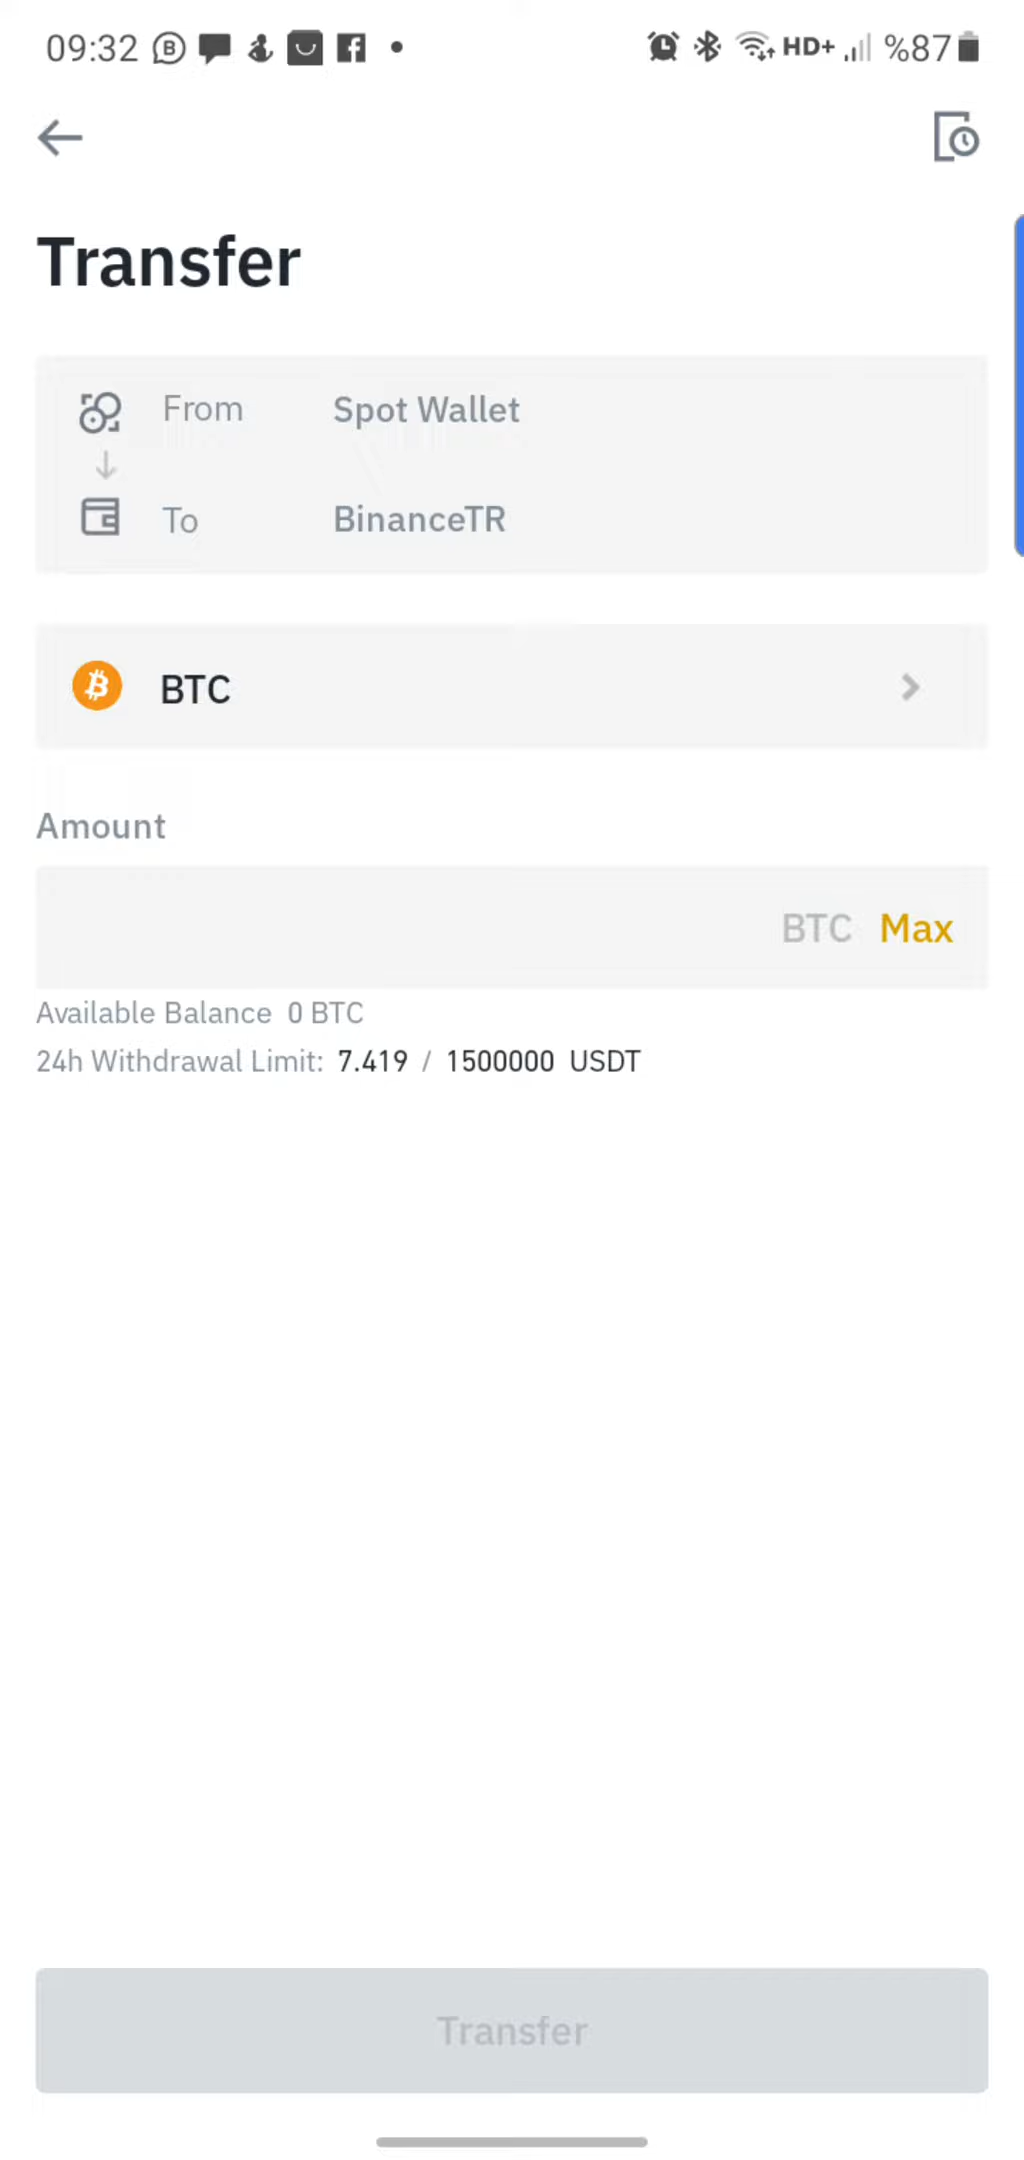 09:32 HD+ %87
Transfer
From Spot Wallet
To BinanceTR
BTC
Amount
BTC Max
Available Balance 0 BTC
24h Withdrawal Limit: 7.419 / 1500000 USDT
Transfer